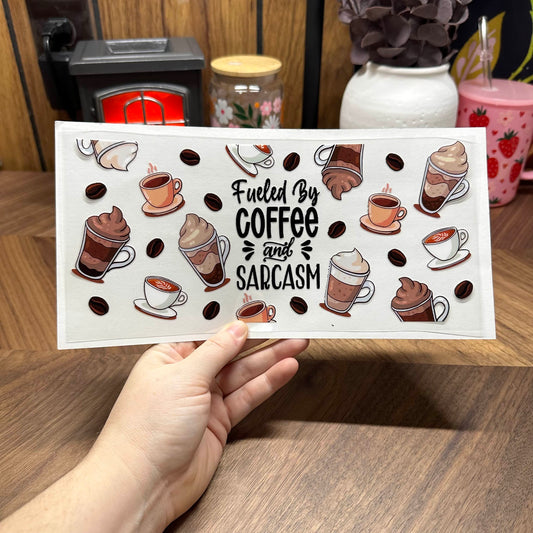 Fueled By
COFFEE
and
SARCASM